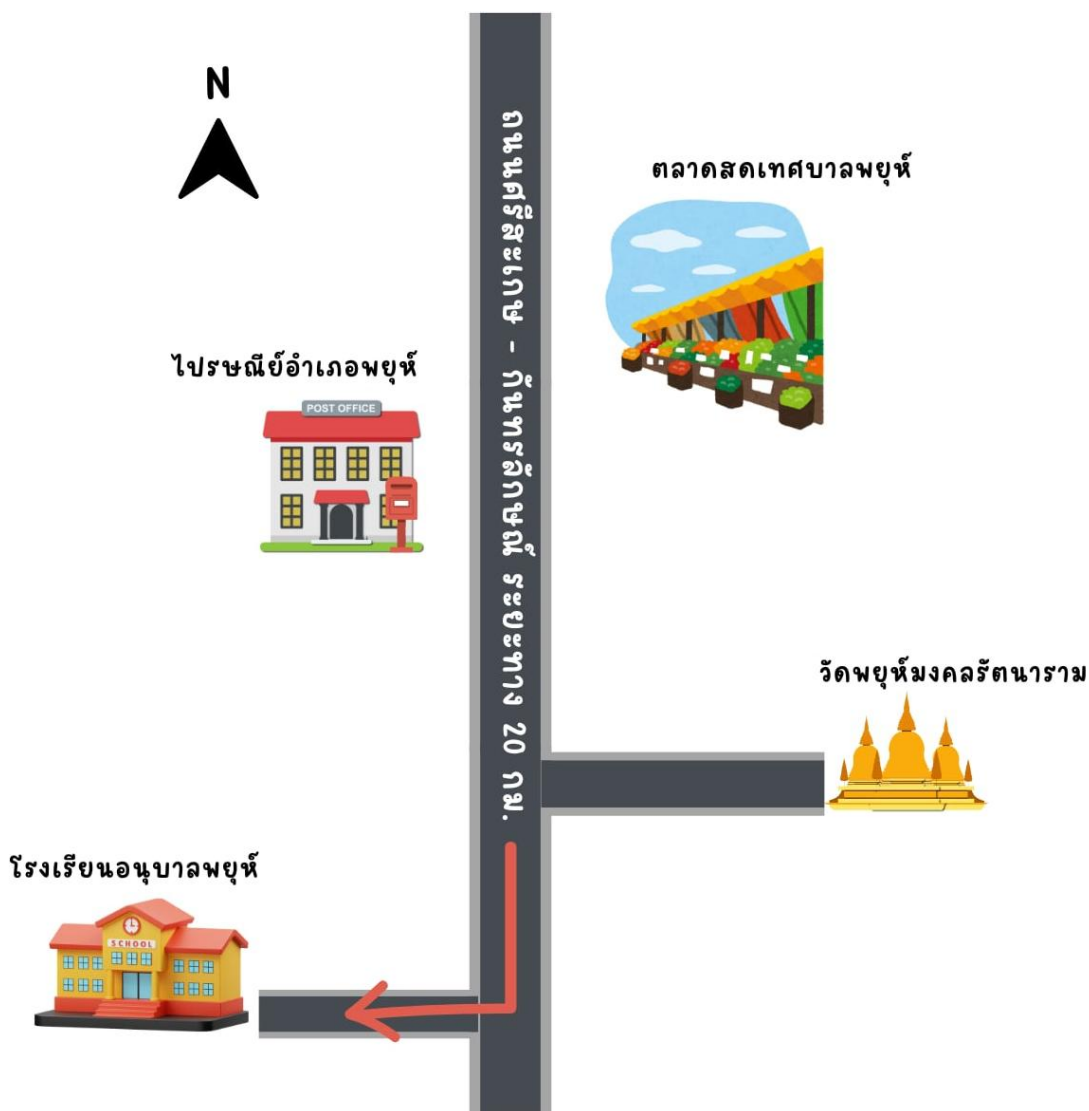 N
ตลาดสดเทศบาลพยุห์
ถนนศรีสะเกษ - กันทรลักษณ์ ระยะทาง 20 กม.
ไปรษณีย์อำเภอพยุห์
POST OFFICE
วัดพยุห์มงคลรัตนาราม
โรงเรียนอนุบาลพยุห์
SCHOOL